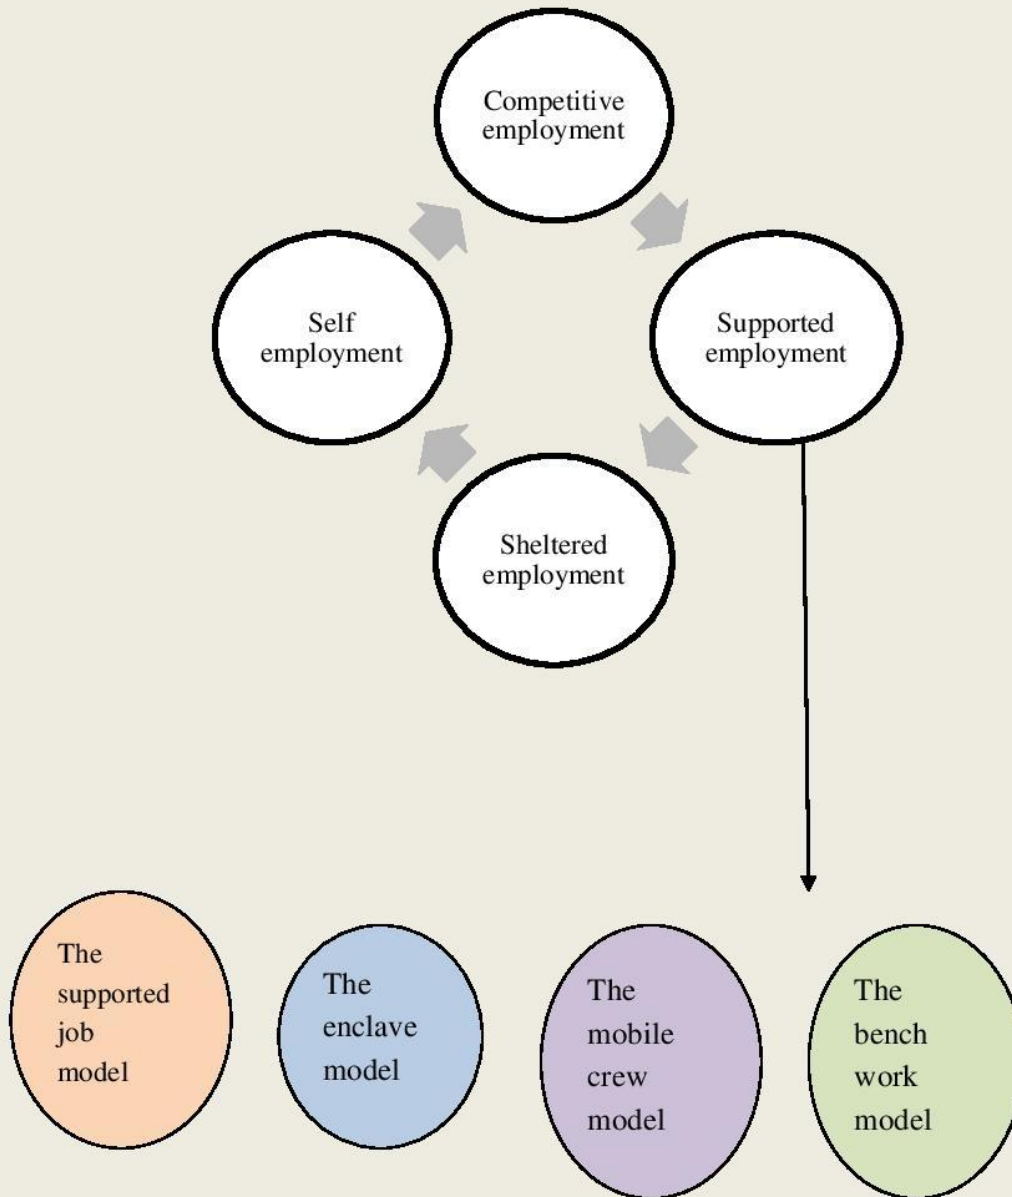 Competitive
employment
Self
employment
Supported
employment
Sheltered
employment
The
supported
job
model
The
enclave
model
The
mobile
crew
model
The
bench
work
model